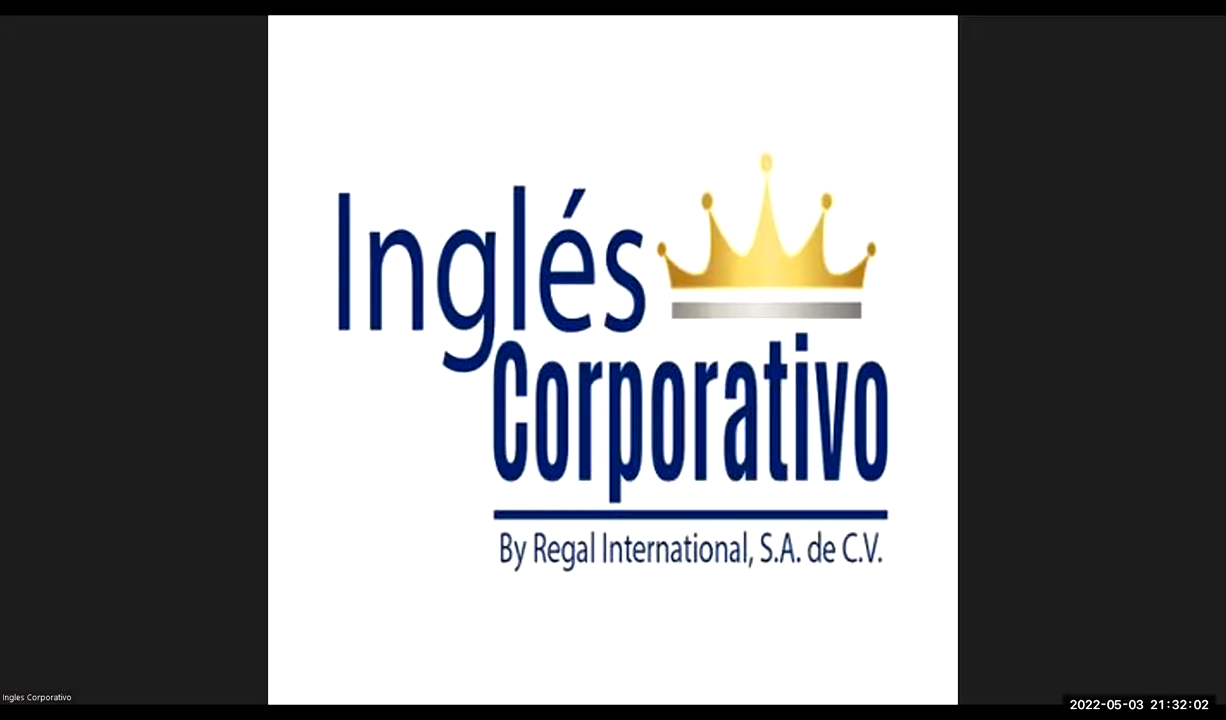 Inglés
Corporativo
By Regal International, S.A. de C.V.
Ingles Corporativo
2022-05-03 21:32:02